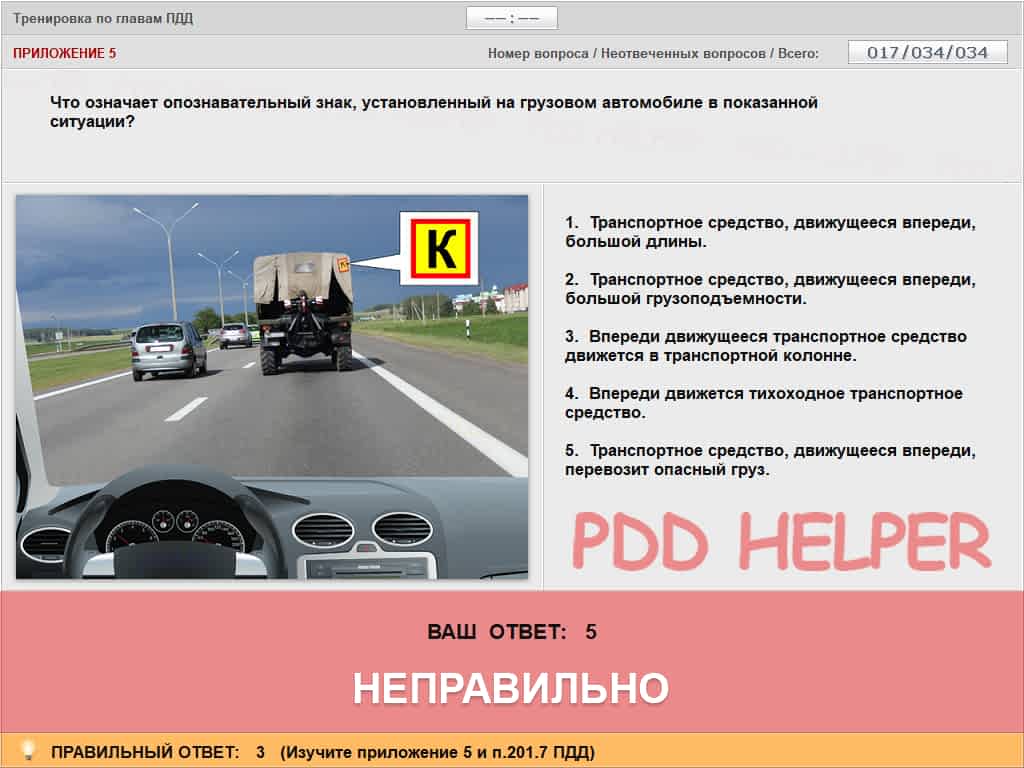 Тренировка по главам ПДД
—— : ——
ПРИЛОЖЕНИЕ 5
Номер вопроса / Неотвеченных вопросов / Всего:
017/034/034
Что означает опознавательный знак, установленный на грузовом автомобиле в показанной
ситуации?
К
1. Транспортное средство, движущееся впереди,
большой длины.
2. Транспортное средство, движущееся впереди,
большой грузоподъемности.
3. Впереди движущееся транспортное средство
движется в транспортной колонне.
4. Впереди движется тихоходное транспортное
средство.
5. Транспортное средство, движущееся впереди,
перевозит опасный груз.
PDD HELPER
ВАШ ОТВЕТ: 5
НЕПРАВИЛЬНО
ПРАВИЛЬНЫЙ ОТВЕТ: 3 (Изучите приложение 5 и п.201.7 ПДД)